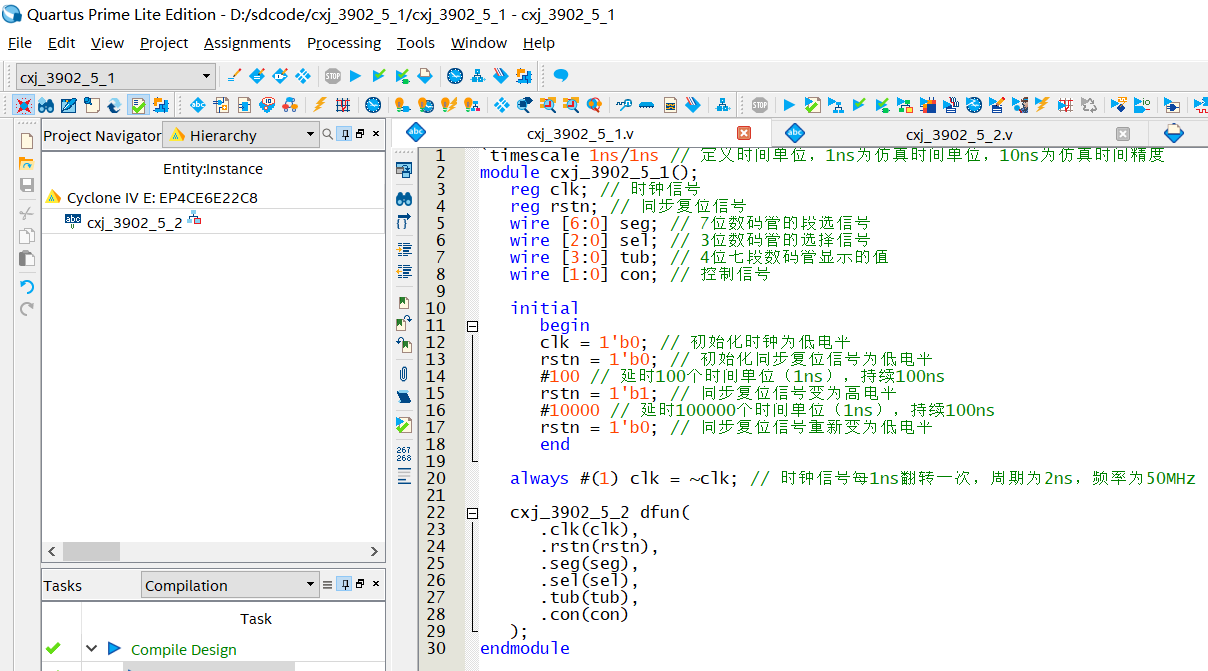 Quartus Prime Lite Edition - D:/sdcode/cxj_3902_5_1/cxj_3902_5_1 - cxj_3902_5_1
File Edit View Project Assignments Processing Tools Window Help
cxj_3902_5_1
Project Navigator Hierarchy
Entity:Instance
Cyclone IV E: EP4CE6E22C8
cxj_3902_5_2
Tasks Compilation
Task
Compile Design
cxj_3902_5_1.v cxj_3902_5_2.v
267
268
1 `timescale 1ns/1ns // 定义时间单位，1ns为仿真时间单位，10ns为仿真时间精度
2 module cxj_3902_5_1();
3 reg clk; // 时钟信号
4 reg rstn; // 同步复位信号
5 wire [6:0] seg; // 7位数码管的段选信号
6 wire [2:0] sel; // 3位数码管的选择信号
7 wire [3:0] tub; // 4位七段数码管显示的值
8 wire [1:0] con; // 控制信号
9
10 initial
11 begin
12 clk = 1'b0; // 初始化时钟为低电平
13 rstn = 1'b0; // 初始化同步复位信号为低电平
14 #100 // 延时100个时间单位（1ns），持续100ns
15 rstn = 1'b1; // 同步复位信号变为高电平
16 #10000 // 延时100000个时间单位（1ns），持续100ns
17 rstn = 1'b0; // 同步复位信号重新变为低电平
18 end
19
20 always #(1) clk = ~clk; // 时钟信号每1ns翻转一次，周期为2ns，频率为50MHz
21
22 cxj_3902_5_2 dfun(
23 .clk(clk),
24 .rstn(rstn),
25 .seg(seg),
26 .sel(sel),
27 .tub(tub),
28 .con(con)
29 );
30 endmodule